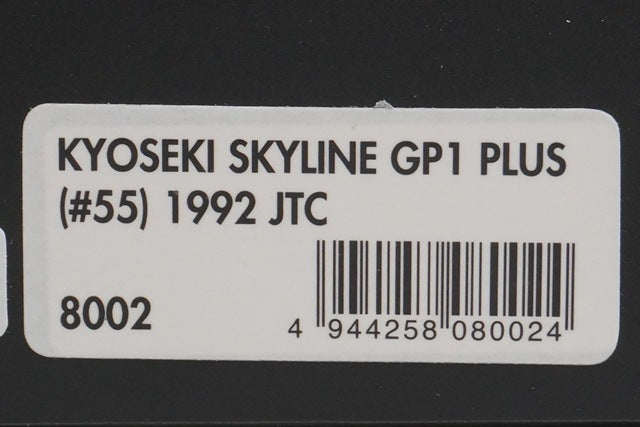 KYOSEKI SKYLINE GP1 PLUS
(#55) 1992 JTC
8002
4 944258 080024